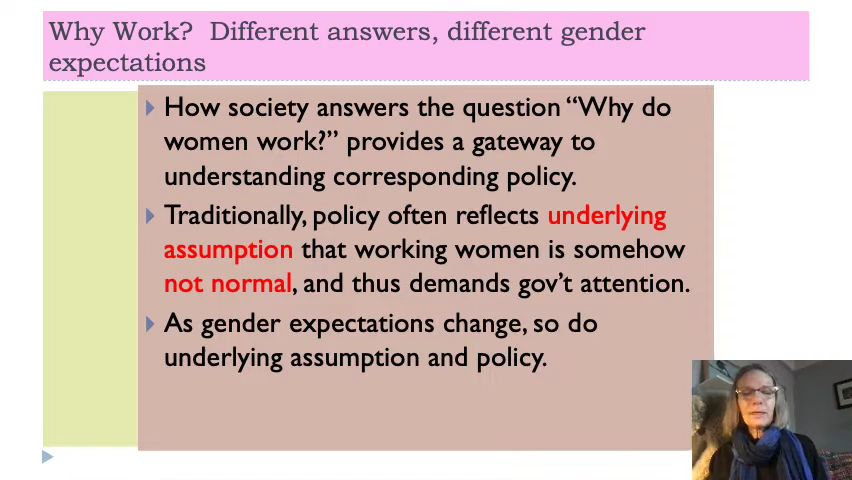 Why Work?  Different answers, different gender
expectations
How society answers the question “Why do
women work?” provides a gateway to
understanding corresponding policy.
Traditionally, policy often reflects underlying
assumption that working women is somehow
not normal, and thus demands gov’t attention.
As gender expectations change, so do
underlying assumption and policy.